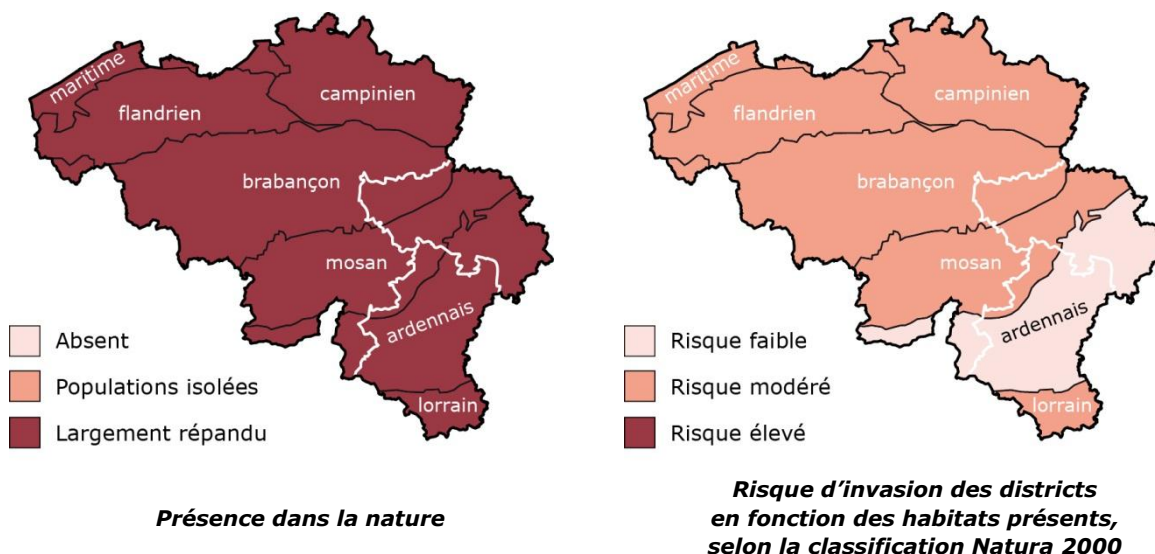 maritime
flandrien
campinien
brabançon
mosan
ardennais
lorrain
Absent
Populations isolées
Largement répandu
Présence dans la nature
maritime
flandrien
campinien
brabançon
mosan
ardennais
lorrain
Risque faible
Risque modéré
Risque élevé
Risque d’invasion des districts
en fonction des habitats présents,
selon la classification Natura 2000